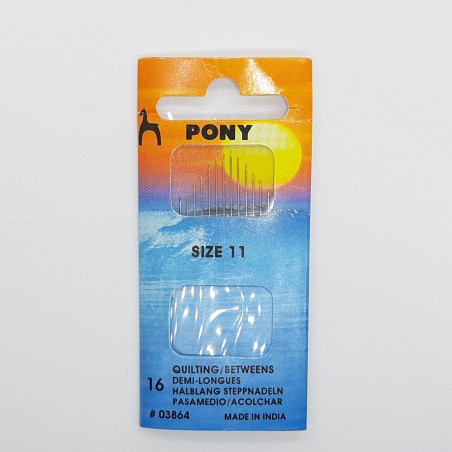 PONY
SIZE 11
16
QUILTING/BETWEENS
DEMI-LONGUES
HALBLANG STEPPNADELN
PASAMEDIO/ACOLCHAR
# 03864 MADE IN INDIA